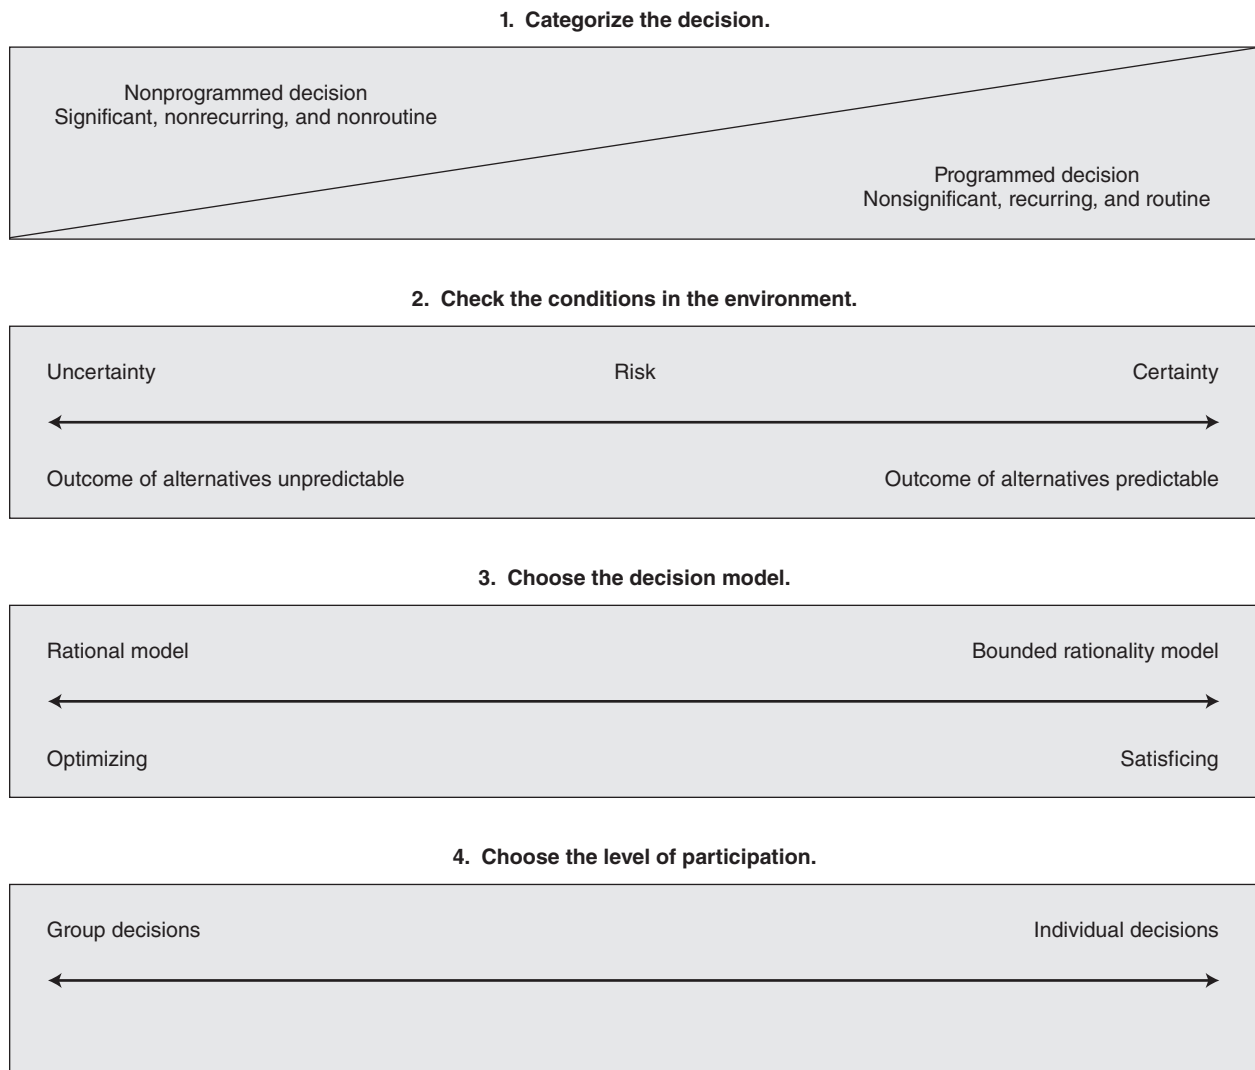 1. Categorize the decision.
Nonprogrammed decision
Significant, nonrecurring, and nonroutine
Programmed decision
Nonsignificant, recurring, and routine
2. Check the conditions in the environment.
Uncertainty
Risk
Certainty
Outcome of alternatives unpredictable
Outcome of alternatives predictable
3. Choose the decision model.
Rational model
Bounded rationality model
Optimizing
Satisficing
4. Choose the level of participation.
Group decisions
Individual decisions